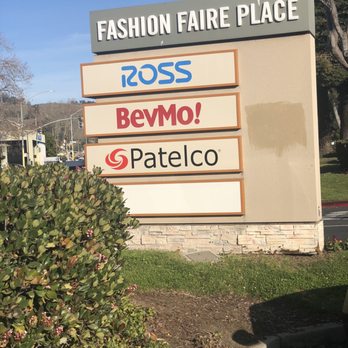 FASHION FAIRE PLACE
ROSS
BevMo!
Patelco